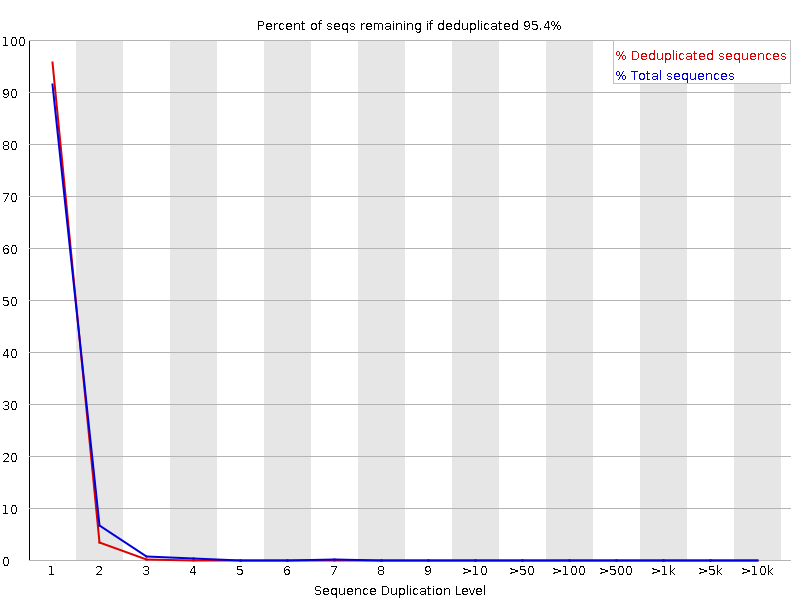 Percent of seqs remaining if deduplicated 95.4%
% Deduplicated sequences
% Total sequences
100
90
80
70
60
50
40
30
20
10
0
1 2 3 4 5 6 7 8 9 >10 >50 >100 >500 >1k >5k >10k
Sequence Duplication Level